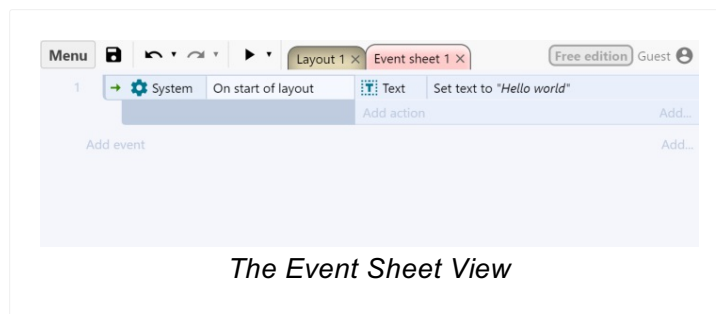 Menu Layout 1 × Event sheet 1 × Free edition Guest
1 System On start of layout Text Set text to "Hello world"
Add action Add...
Add event Add...
The Event Sheet View